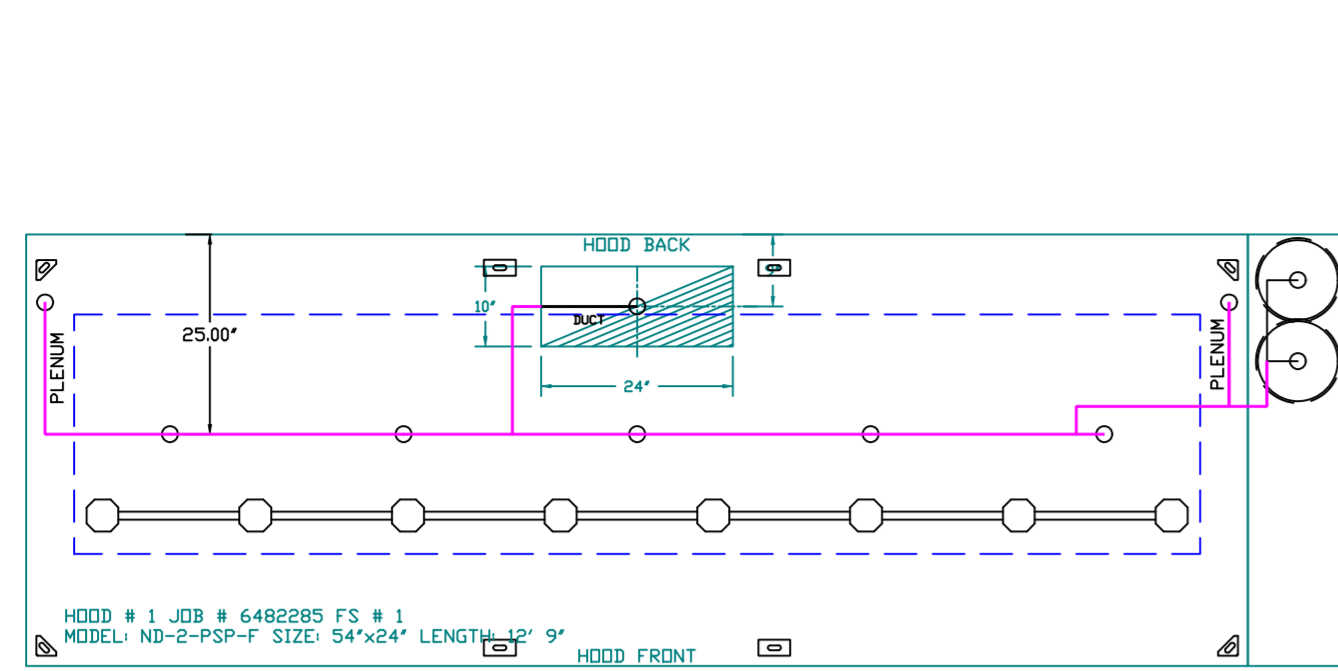 HOOD BACK
10"
DUCT
24"
25.00"
PLENUM
PLENUM
HOOD # 1 JOB # 6482285 FS # 1
MODEL: ND-2-PSP-F SIZE: 54"x24" LENGTH: 12' 9"
HOOD FRONT